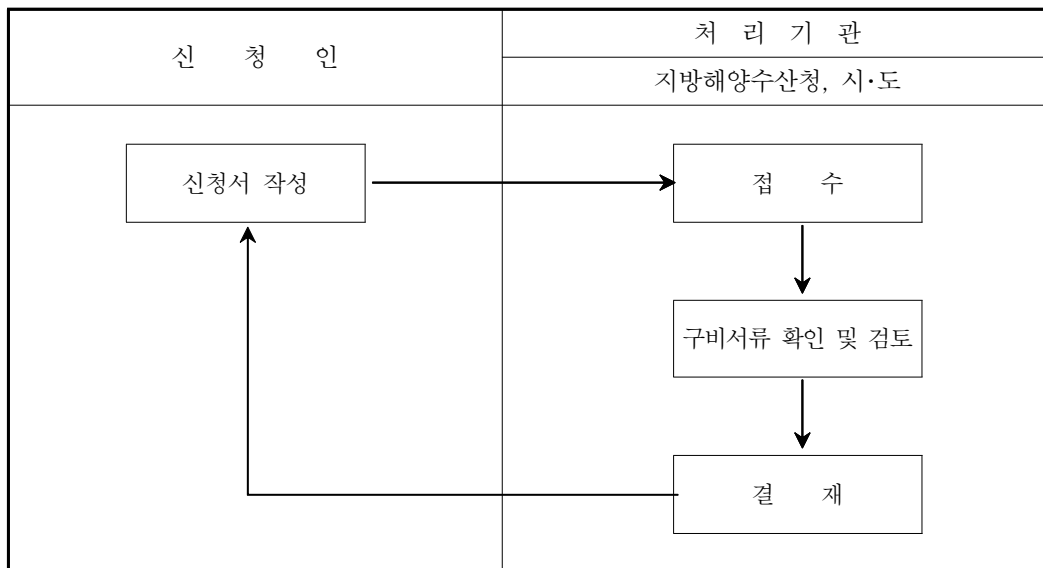 신 청 인
처 리 기 관
지방해양수산청, 시·도
신청서 작성
접 수
구비서류 확인 및 검토
결 재